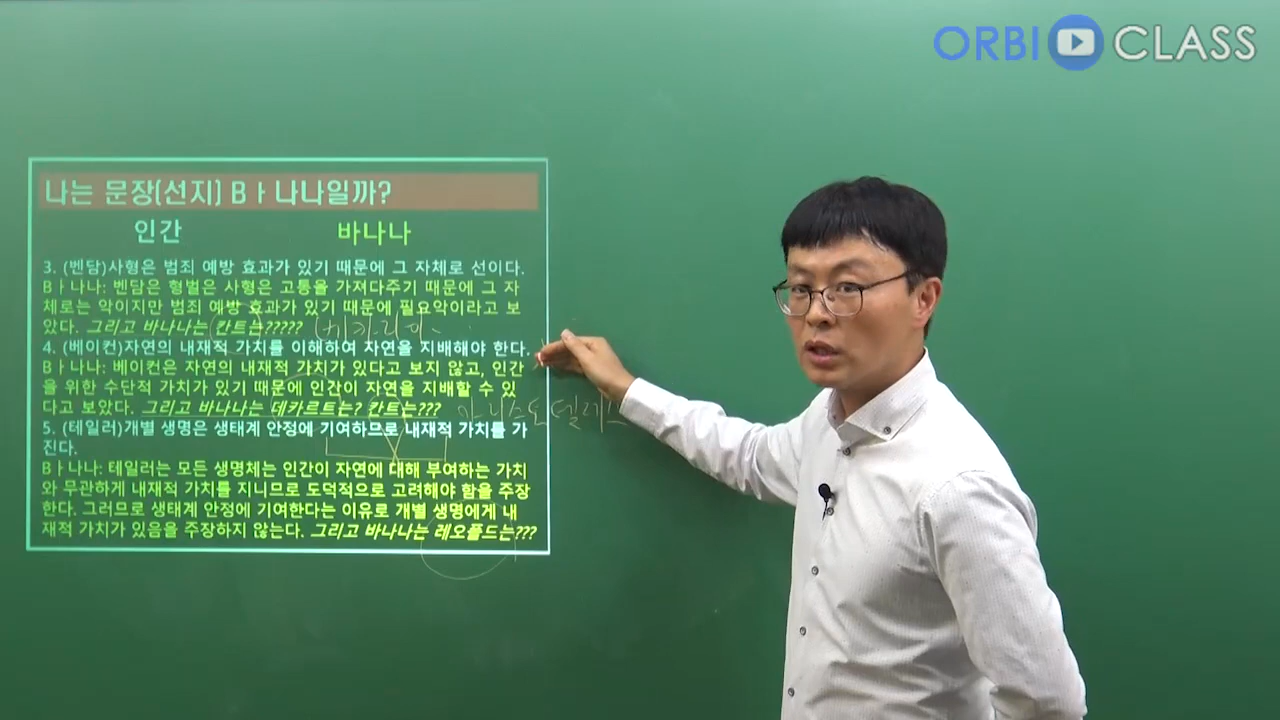 ORBI CLASS
나는 문장(선지) Bㅏ나나일까?
인간 바나나
3. (벤담)사형은 범죄 예방 효과가 있기 때문에 그 자체로 선이다.
Bㅏ나나: 벤담은 형벌은 사형은 고통을 가져다주기 때문에 그 자
체로는 악이지만 범죄 예방 효과가 있기 때문에 필요악이라고 보
았다. 그리고 바나나는 칸트는?????
베카리아
4. (베이컨)자연의 내재적 가치를 이해하여 자연을 지배해야 한다.
Bㅏ나나: 베이컨은 자연의 내재적 가치가 있다고 보지 않고, 인간
을 위한 수단적 가치가 있기 때문에 인간이 자연을 지배할 수 있
다고 보았다. 그리고 바나나는 데카르트는? 칸트는???
아리스토텔레스
5. (테일러)개별 생명은 생태계 안정에 기여하므로 내재적 가치를 가
진다.
Bㅏ나나: 테일러는 모든 생명체는 인간이 자연에 대해 부여하는 가치
와 무관하게 내재적 가치를 지니므로 도덕적으로 고려해야 함을 주장
한다. 그러므로 생태계 안정에 기여한다는 이유로 개별 생명에게 내
재적 가치가 있음을 주장하지 않는다. 그리고 바나나는 레오폴드는???